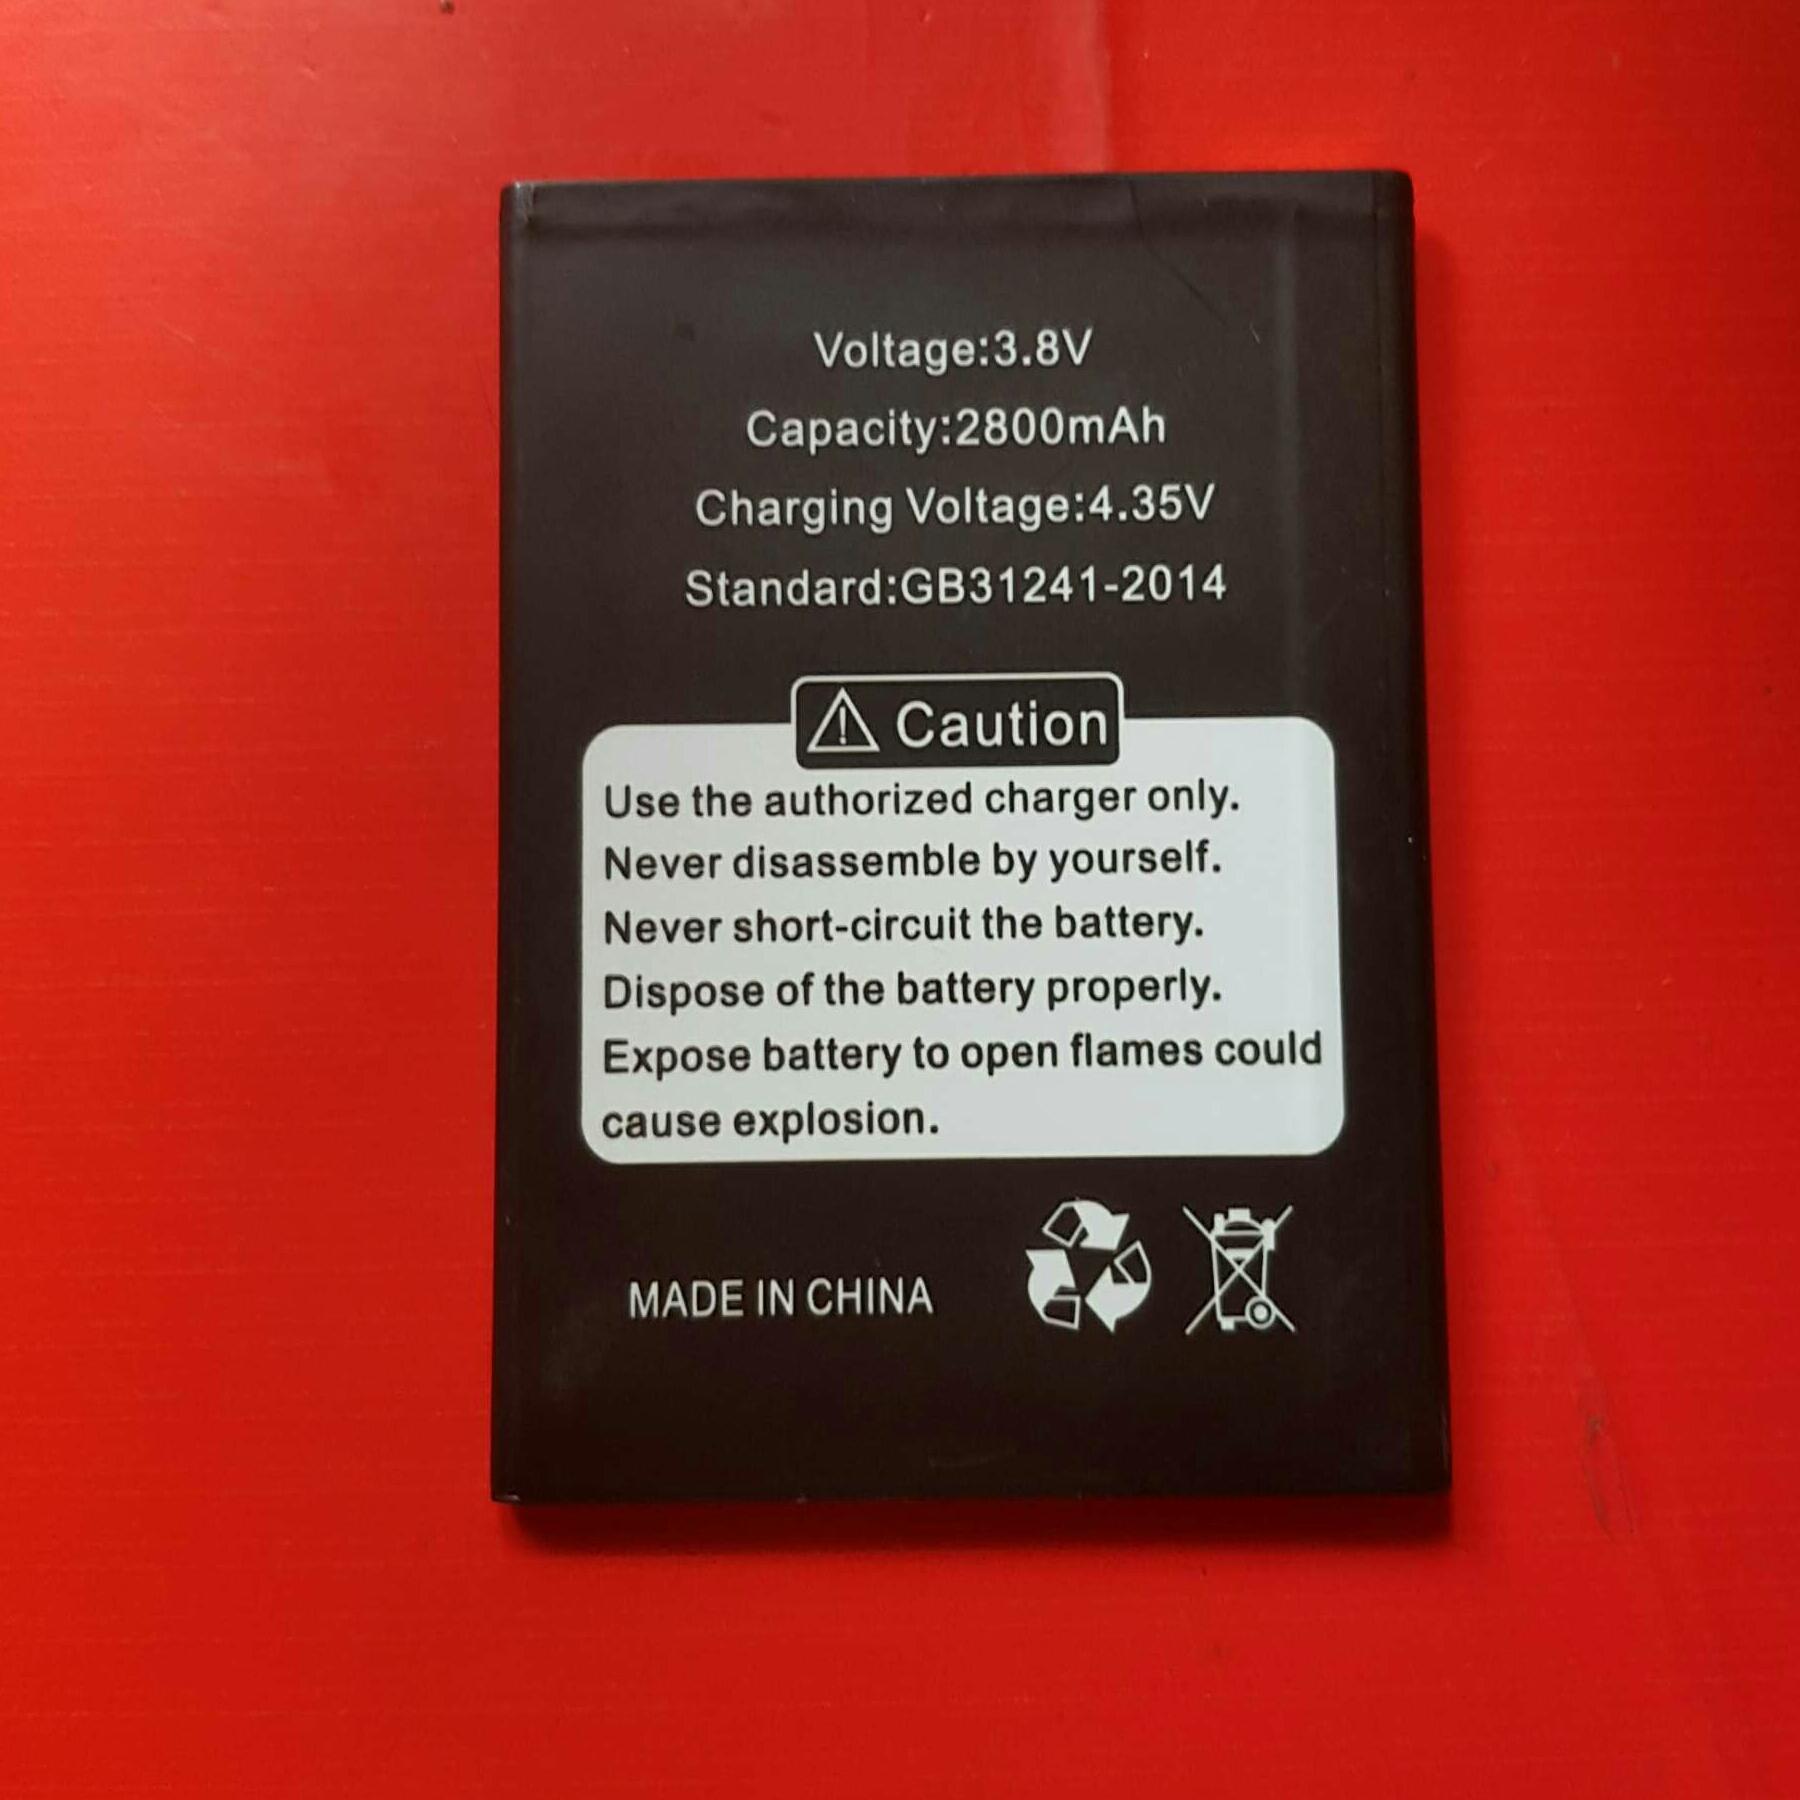 Voltage:3.8V
Capacity:2800mAh
Charging Voltage:4.35V
Standard:GB31241-2014
Caution
Use the authorized charger only.
Never disassemble by yourself.
Never short-circuit the battery.
Dispose of the battery properly.
Expose battery to open flames could
cause explosion.
MADE IN CHINA